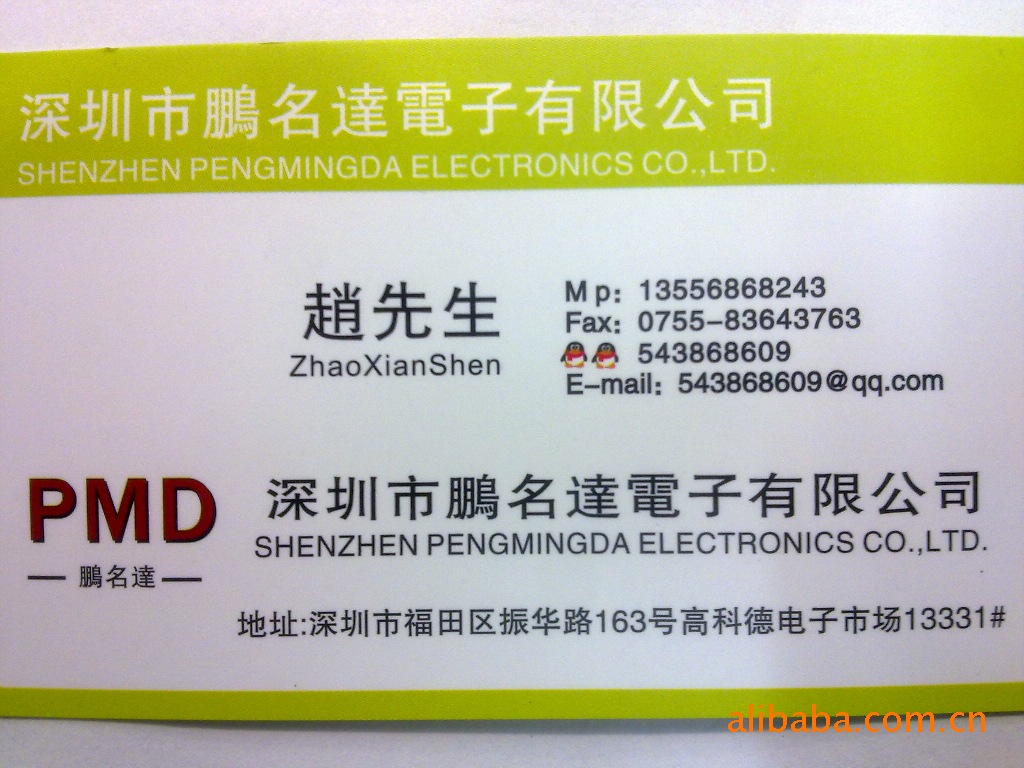 深圳市鵬名達電子有限公司
SHENZHEN PENGMINGDA ELECTRONICS CO.,LTD.
趙先生
ZhaoXianShen
Mp: 13556868243
Fax: 0755-83643763
543868609
E-mail: 543868609@qq.com
PMD
鵬名達
深圳市鵬名達電子有限公司
SHENZHEN PENGMINGDA ELECTRONICS CO.,LTD.
地址:深圳市福田区振华路163号高科德电子市场13331#
alibaba.com.cn